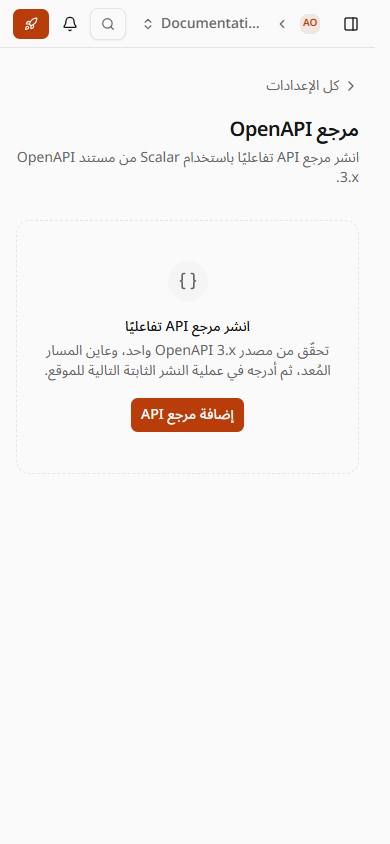 AO
Documentati...
كل الإعدادات
مرجع OpenAPI
انشر مرجع API تفاعليًا باستخدام Scalar من مستند OpenAPI
3.x.
{ }
انشر مرجع API تفاعليًا
تحقّق من مصدر OpenAPI 3.x واحد، وعاين المسار
المُعد، ثم أدرجه في عملية النشر الثابتة التالية للموقع.
إضافة مرجع API